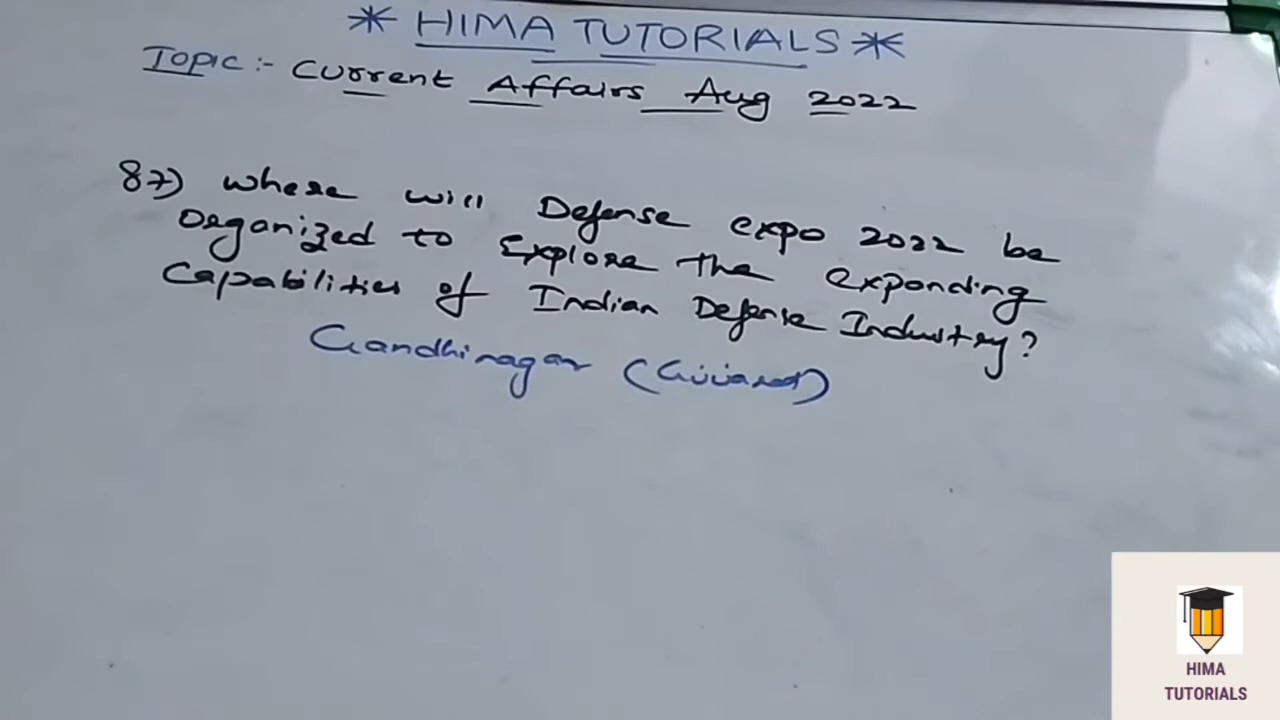 * HIMA TUTORIALS *
Topic :- Current Affairs Aug 2022
87) Where will Defense expo 2022 be
Organized to Explore the exponding
Capabilities of Indian Defense Industry?
Gandhinagar (Gujarat)
HIMA
TUTORIALS